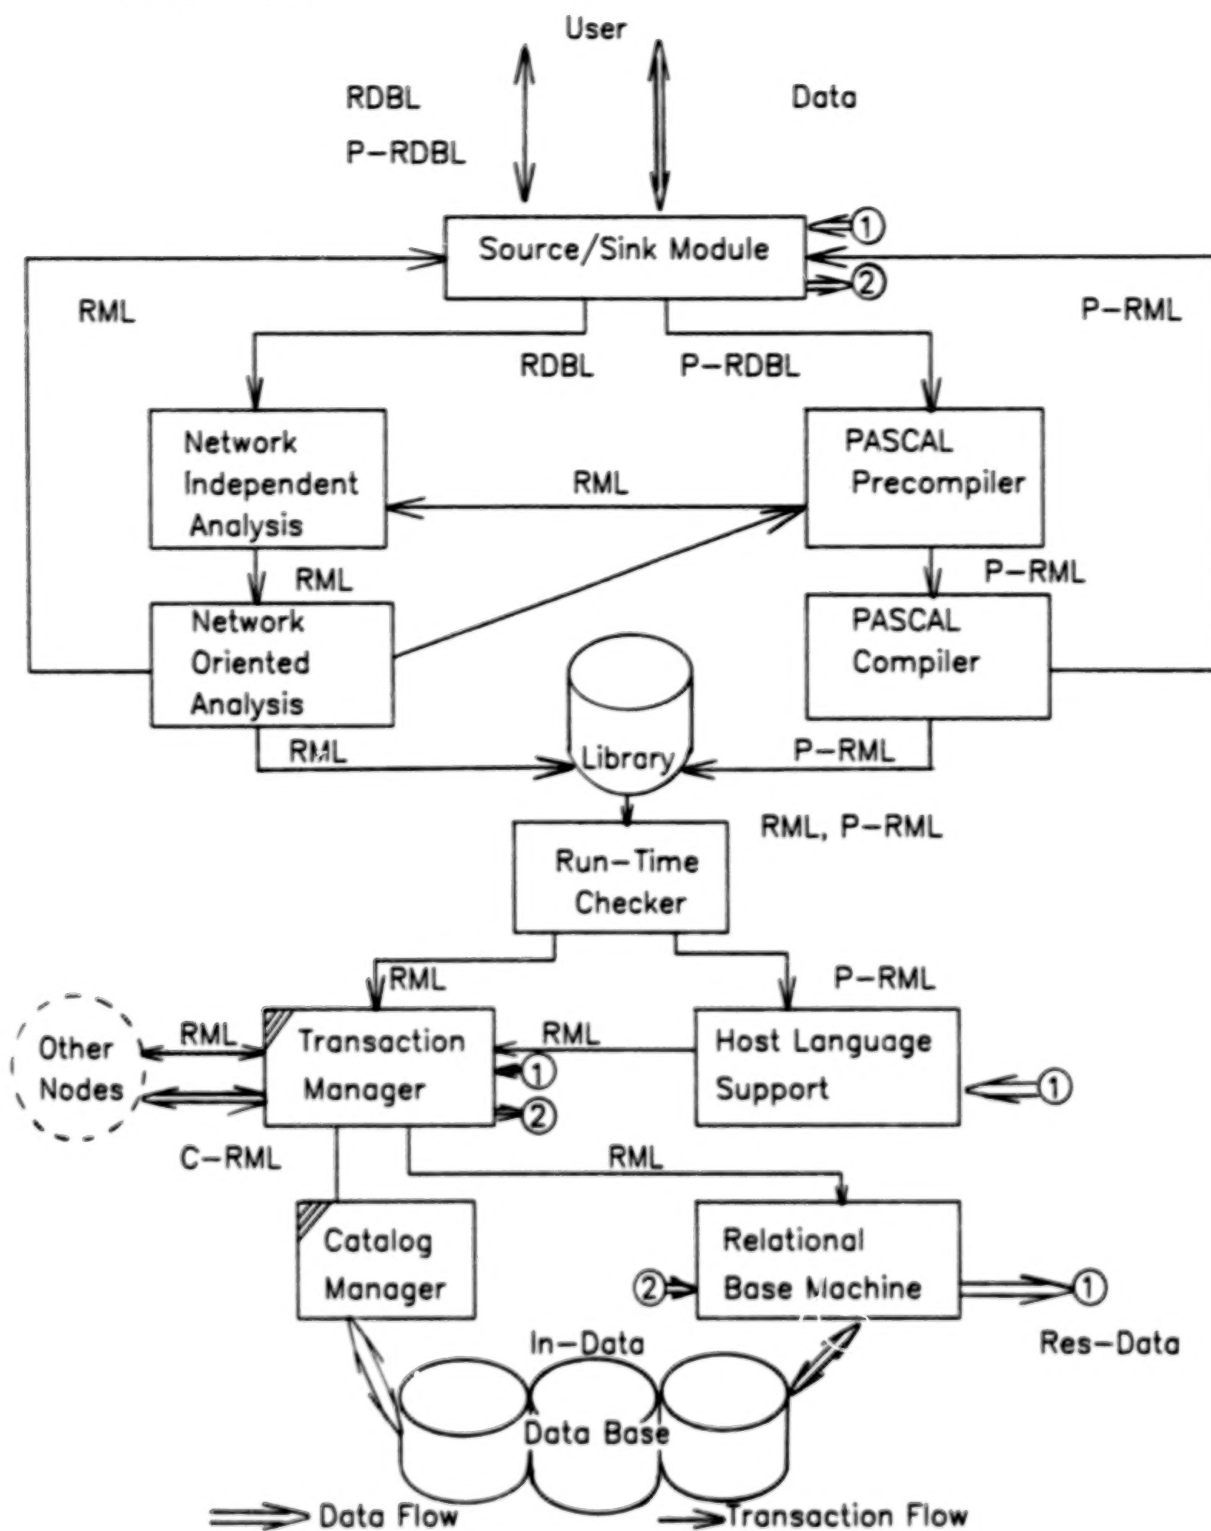 User
RDBL
Data
P-RDBL
Source/Sink Module
1
2
RML
P-RML
RDBL
P-RDBL
Network
Independent
Analysis
RML
PASCAL
Precompiler
RML
P-RML
Network
Oriented
Analysis
PASCAL
Compiler
RML
Library
P-RML
RML, P-RML
Run-Time
Checker
RML
P-RML
Other
Nodes
RML
Transaction
Manager
1
2
RML
Host Language
Support
1
C-RML
RML
Catalog
Manager
2
Relational
Base Machine
1
In-Data
Res-Data
Data Base
Data Flow
Transaction Flow